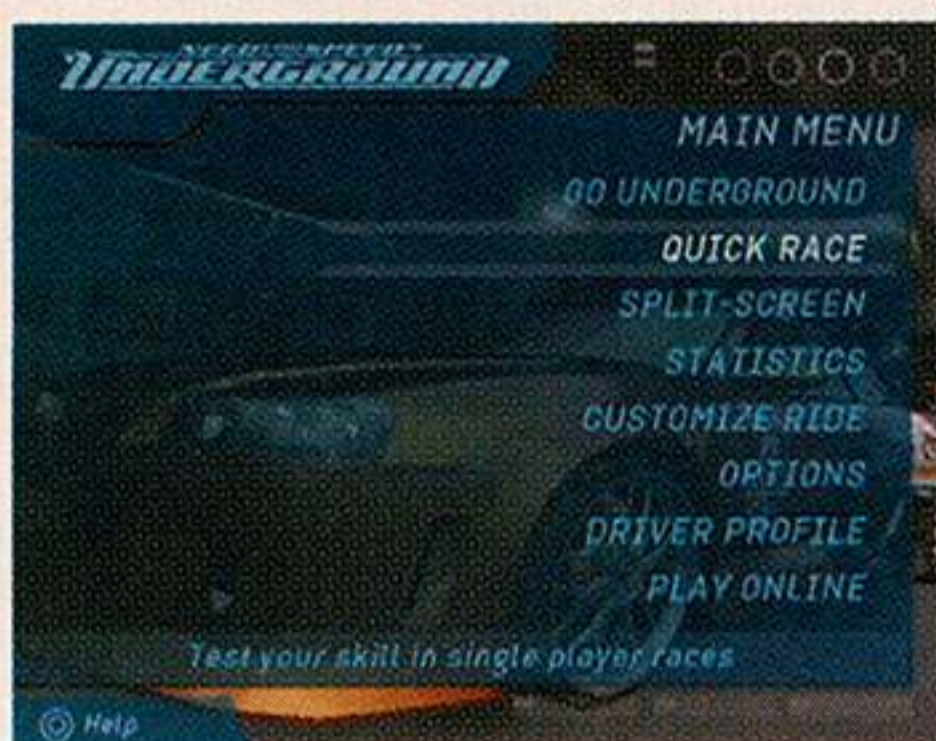 NEED FOR SPEED
UNDERGROUND
MAIN MENU
GO UNDERGROUND
QUICK RACE
SPLIT-SCREEN
STATISTICS
CUSTOMIZE RIDE
OPTIONS
DRIVER PROFILE
PLAY ONLINE
Test your skill in single player races
Help